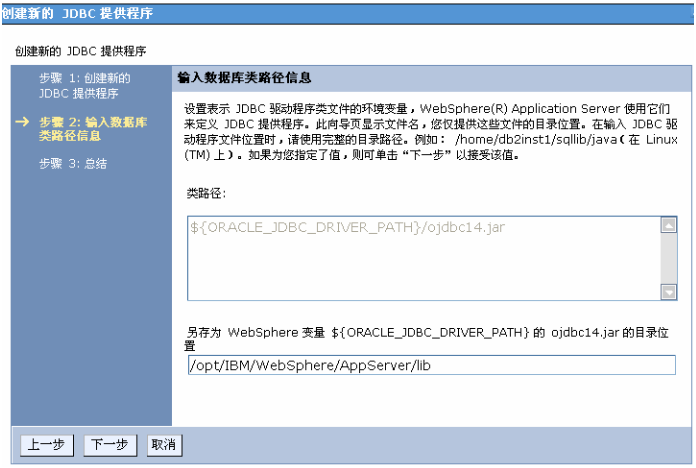 创建新的 JDBC 提供程序
创建新的 JDBC 提供程序
步骤 1: 创建新的
JDBC 提供程序
步骤 2: 输入数据库
类路径信息
步骤 3: 总结
输入数据库类路径信息
设置表示 JDBC 驱动程序类文件的环境变量，WebSphere(R) Application Server 使用它们
来定义 JDBC 提供程序。此向导页显示文件名，您仅提供这些文件的目录位置。在输入 JDBC 驱
动程序文件位置时，请使用完整的目录路径。例如： /home/db2inst1/sqllib/java（在 Linux
(TM) 上）。如果为您指定了值，则可单击“下一步”以接受该值。
类路径:
${ORACLE_JDBC_DRIVER_PATH}/ojdbc14.jar
另存为 WebSphere 变量 ${ORACLE_JDBC_DRIVER_PATH} 的 ojdbc14.jar 的目录位
置
/opt/IBM/WebSphere/AppServer/lib
上一步 下一步 取消